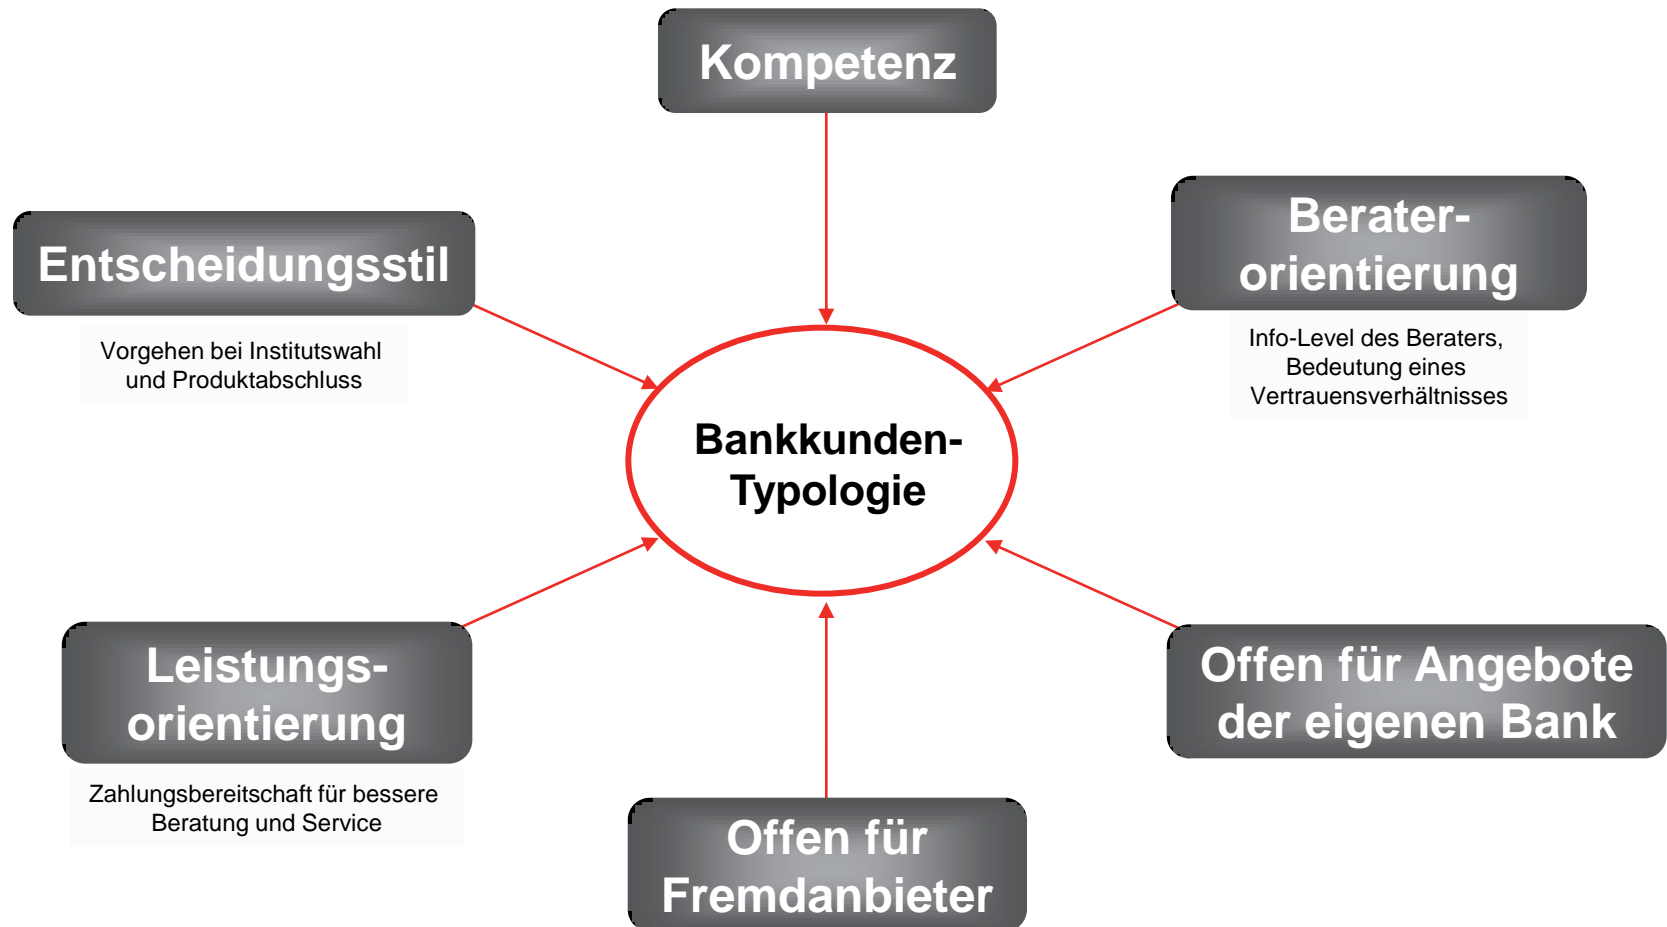 Kompetenz
Entscheidungsstil
Vorgehen bei Institutswahl
und Produktabschluss
Berater-
orientierung
Info-Level des Beraters,
Bedeutung eines
Vertrauensverhältnisses
Bankkunden-
Typologie
Leistungs-
orientierung
Zahlungsbereitschaft für bessere
Beratung und Service
Offen für
Fremdanbieter
Offen für Angebote
der eigenen Bank